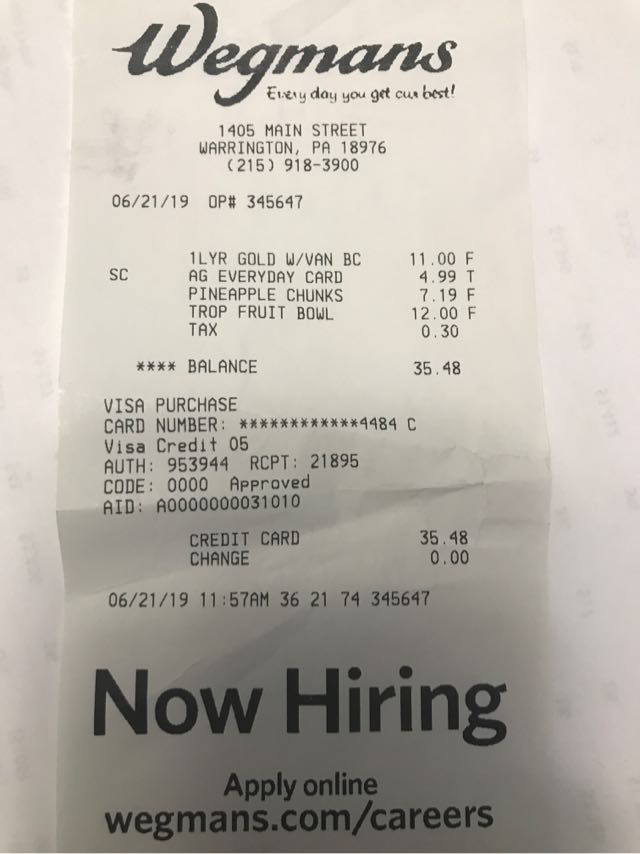 Wegmans
Every day you get our best!
1405 MAIN STREET
WARRINGTON, PA 18976
(215) 918-3900
06/21/19 OP# 345647
1LYR GOLD W/VAN BC 11.00 F
SC AG EVERYDAY CARD 4.99 T
PINEAPPLE CHUNKS 7.19 F
TROP FRUIT BOWL 12.00 F
TAX 0.30
**** BALANCE 35.48
VISA PURCHASE
CARD NUMBER: ************4484 C
Visa Credit 05
AUTH: 953944 RCPT: 21895
CODE: 0000 Approved
AID: A0000000031010
CREDIT CARD 35.48
CHANGE 0.00
06/21/19 11:57AM 36 21 74 345647
Now Hiring
Apply online
wegmans.com/careers